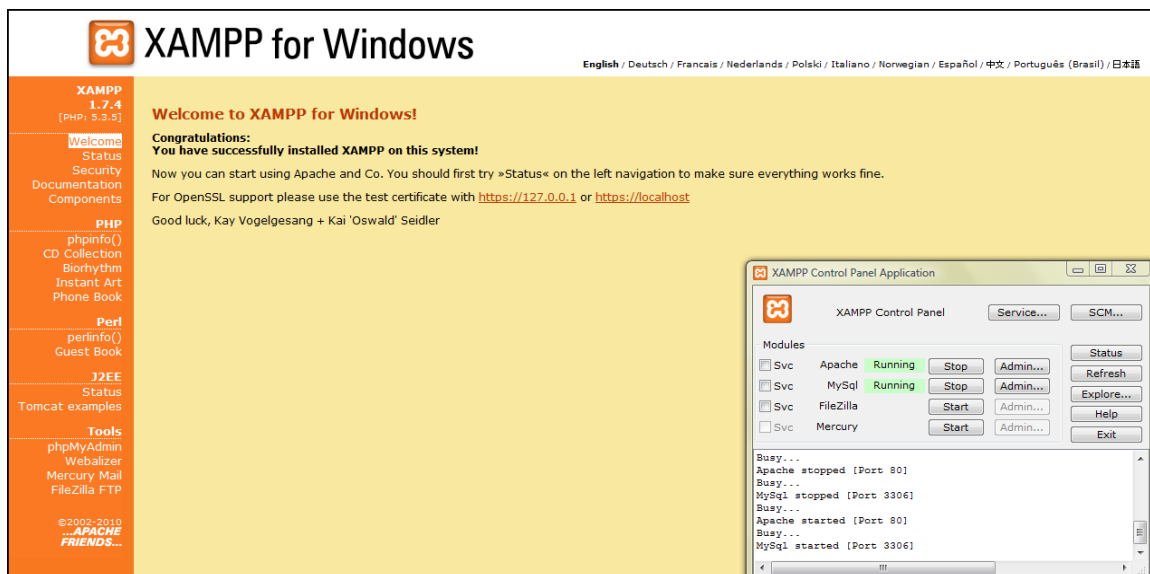 XAMPP for Windows
English / Deutsch / Francais / Nederlands / Polski / Italiano / Norwegian / Español / 中文 / Português (Brasil) / 日本語
XAMPP
1.7.4
[PHP: 5.3.5]
Welcome
Status
Security
Documentation
Components
PHP
phpinfo()
CD Collection
Biorhythm
Instant Art
Phone Book
Perl
perlinfo()
Guest Book
J2EE
Status
Tomcat examples
Tools
phpMyAdmin
Webalizer
Mercury Mail
FileZilla FTP
©2002-2010
...APACHE
FRIENDS...
Welcome to XAMPP for Windows!
Congratulations:
You have successfully installed XAMPP on this system!
Now you can start using Apache and Co. You should first try »Status« on the left navigation to make sure everything works fine.
For OpenSSL support please use the test certificate with https://127.0.0.1 or https://localhost
Good luck, Kay Vogelgesang + Kai 'Oswald' Seidler
XAMPP Control Panel Application
XAMPP Control Panel Service... SCM...
Modules
Svc Apache Running Stop Admin...
Svc MySql Running Stop Admin...
Svc FileZilla Start Admin...
Svc Mercury Start Admin...
Status
Refresh
Explore...
Help
Exit
Busy...
Apache stopped [Port 80]
Busy...
MySql stopped [Port 3306]
Busy...
Apache started [Port 80]
Busy...
MySql started [Port 3306]